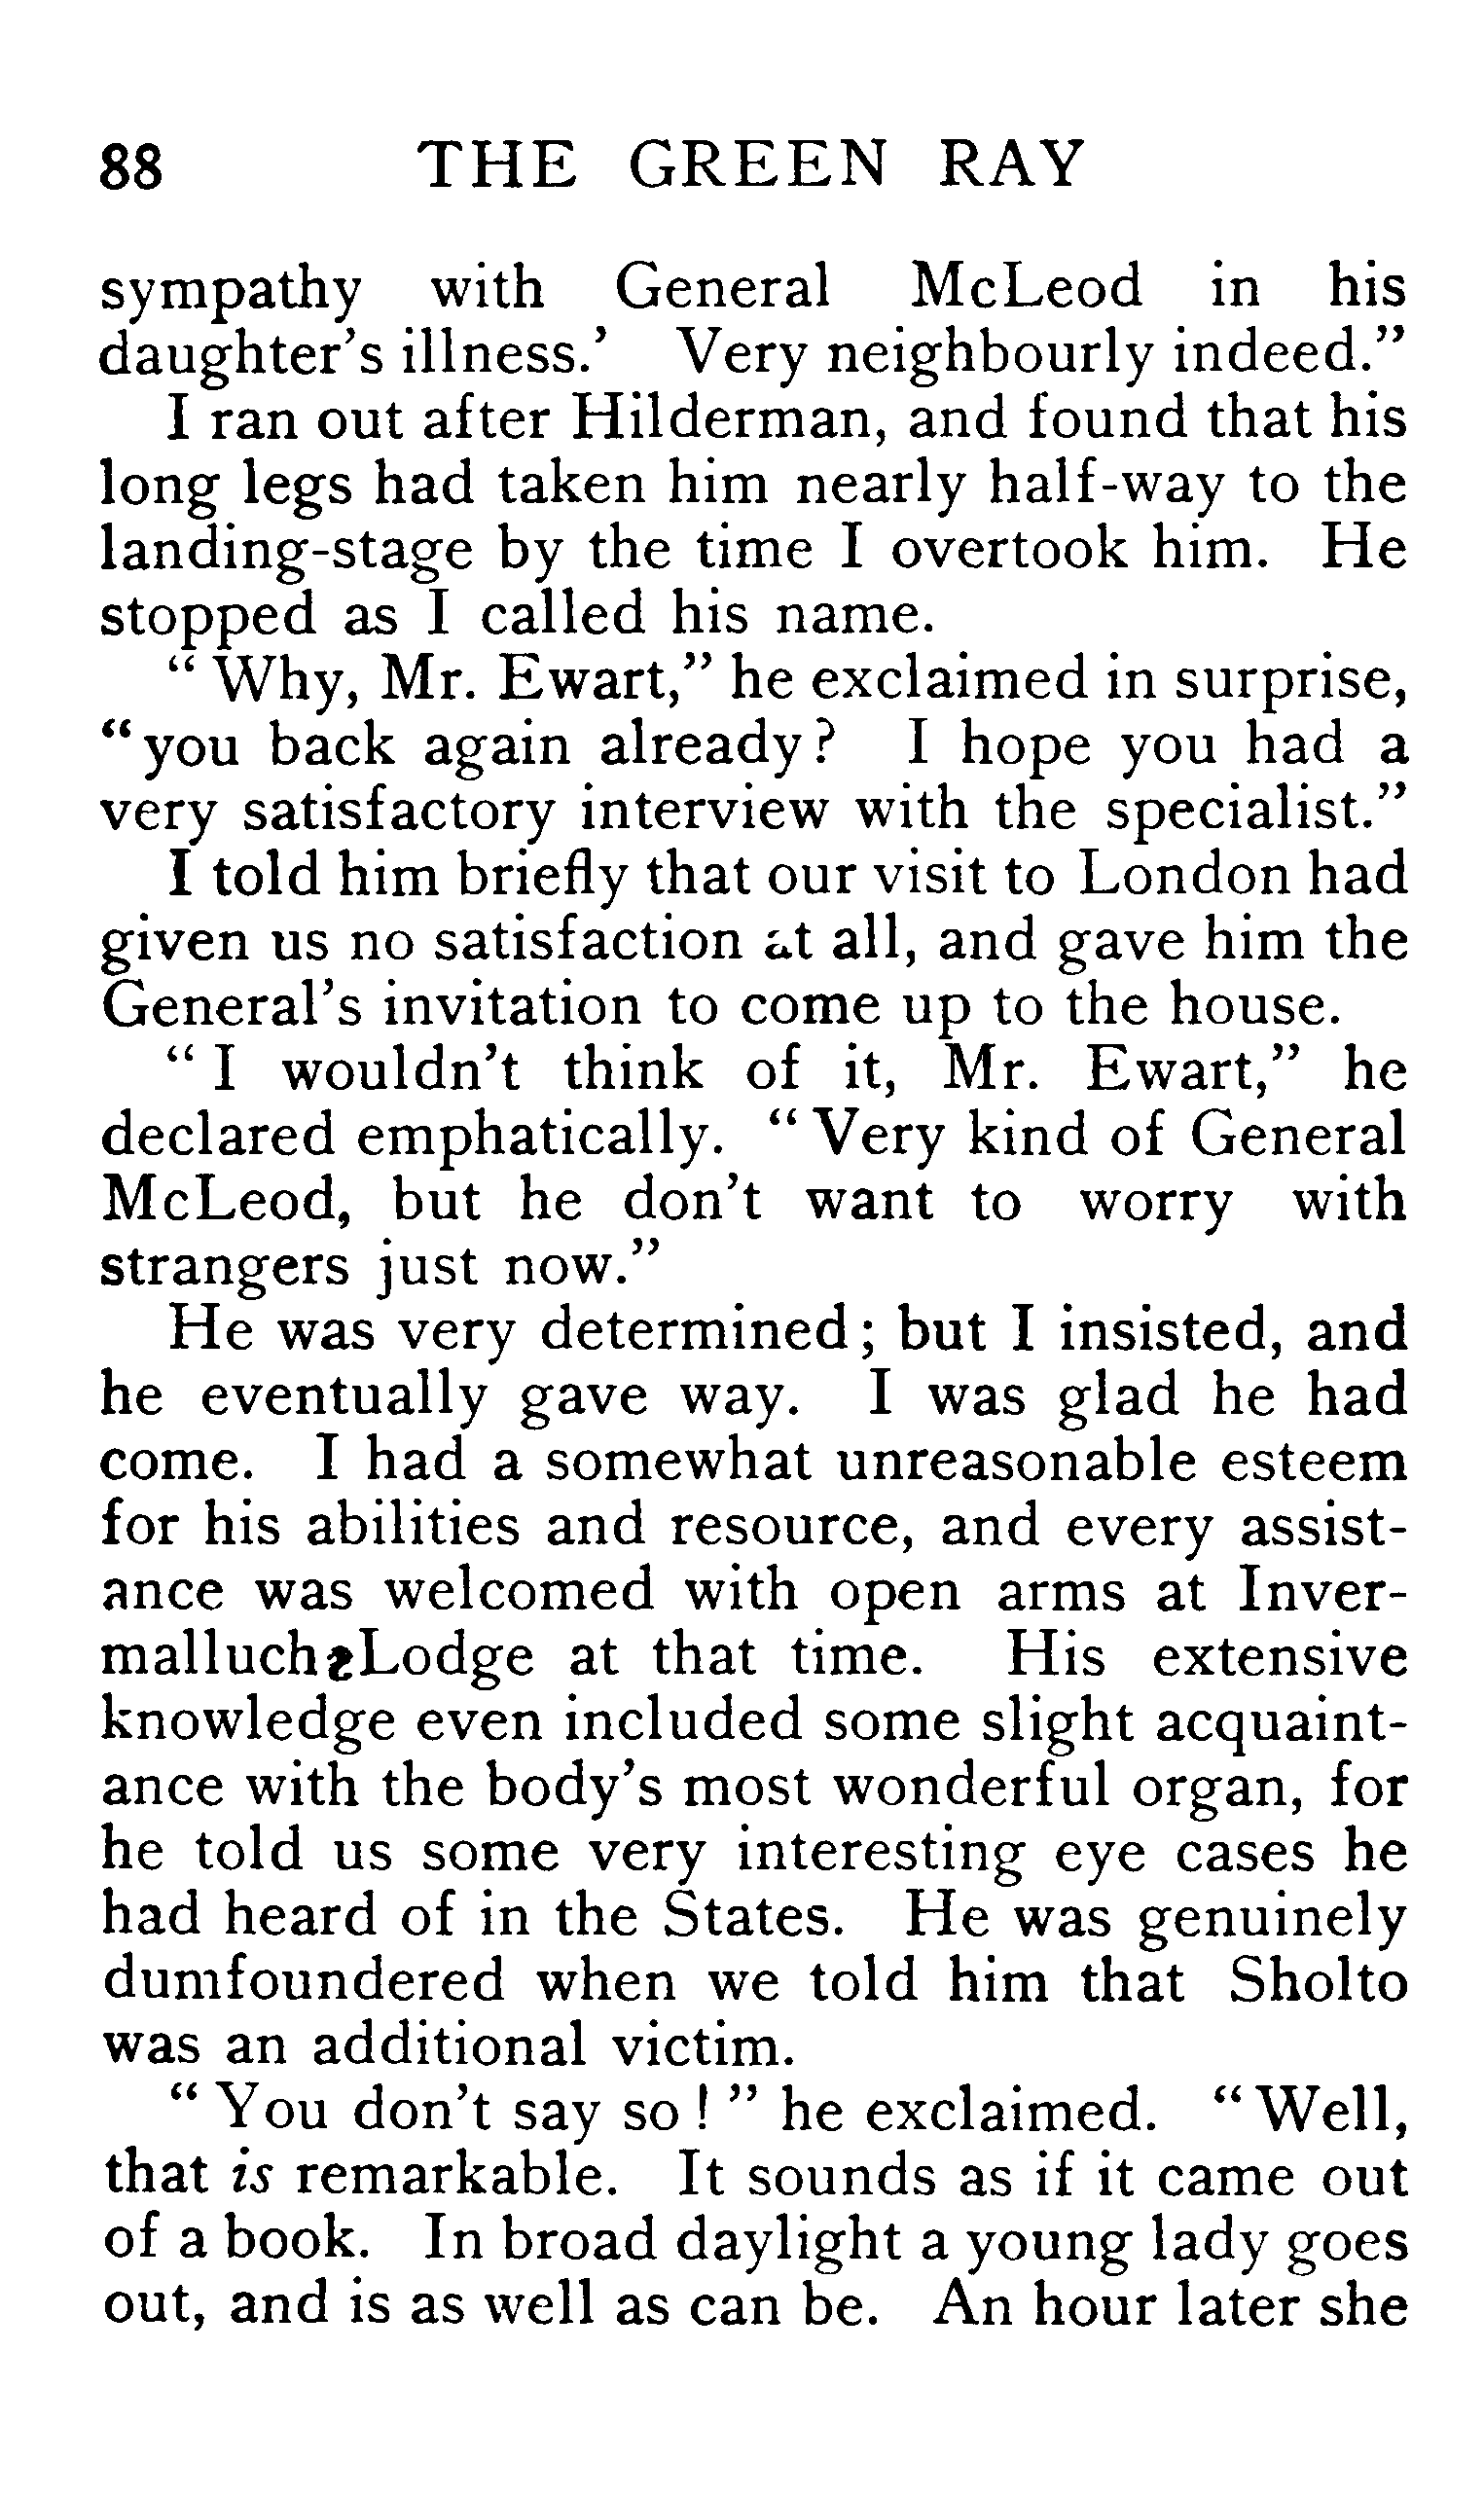 88 THE GREEN RAY
sympathy with General McLeod in his
daughter's illness.' Very neighbourly indeed."
I ran out after Hilderman, and found that his
long legs had taken him nearly half-way to the
landing-stage by the time I overtook him. He
stopped as I called his name.
" Why, Mr. Ewart," he exclaimed in surprise,
"you back again already? I hope you had a
very satisfactory interview with the specialist."
I told him briefly that our visit to London had
given us no satisfaction at all, and gave him the
General's invitation to come up to the house.
" I wouldn't think of it, Mr. Ewart," he
declared emphatically. " Very kind of General
McLeod, but he don't want to worry with
strangers just now."
He was very determined; but I insisted, and
he eventually gave way. I was glad he had
come. I had a somewhat unreasonable esteem
for his abilities and resource, and every assist-
ance was welcomed with open arms at Inver-
malluch Lodge at that time. His extensive
knowledge even included some slight acquaint-
ance with the body's most wonderful organ, for
he told us some very interesting eye cases he
had heard of in the States. He was genuinely
dumfoundered when we told him that Sholto
was an additional victim.
" You don't say so ! " he exclaimed. " Well,
that is remarkable. It sounds as if it came out
of a book. In broad daylight a young lady goes
out, and is as well as can be. An hour later she